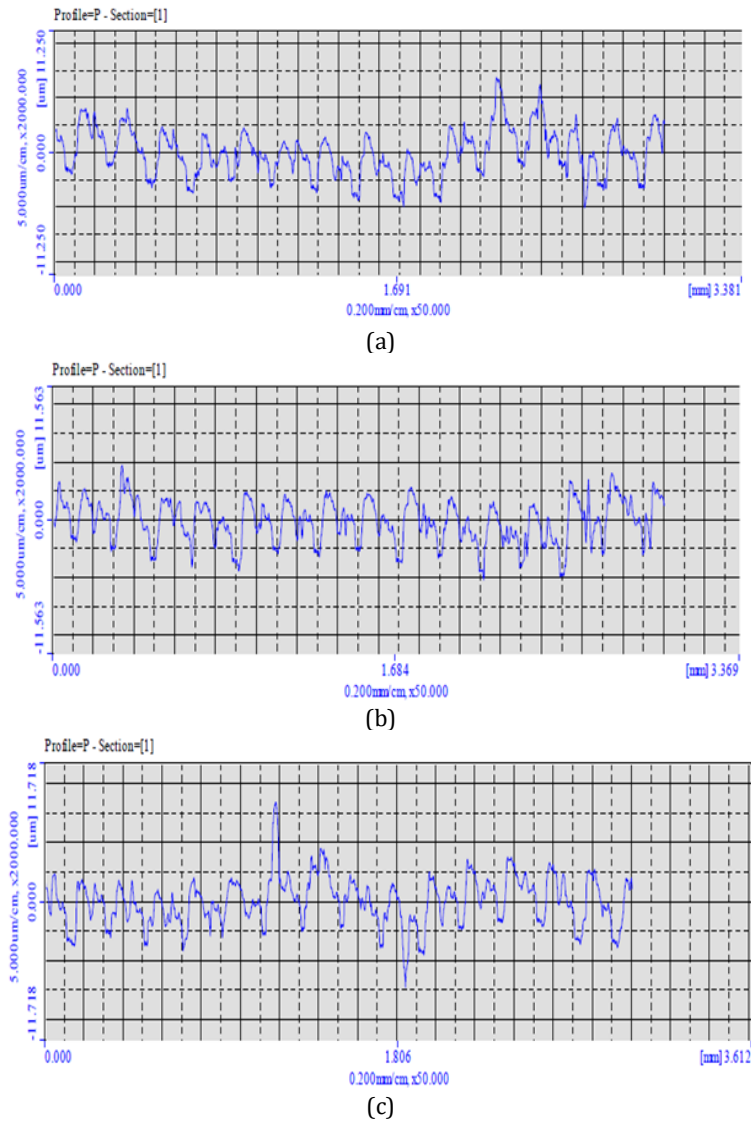 Profile=P - Section=[1]
5.000um/cm, x2000.000
[um] 11.250
0.000
-11.250
0.000 1.691 [mm] 3.381
0.200mm/cm, x50.000
(a)
Profile=P - Section=[1]
5.000um/cm, x2000.000
[um] 11.563
0.000
-11.563
0.000 1.684 [mm] 3.369
0.200mm/cm, x50.000
(b)
Profile=P - Section=[1]
5.000um/cm, x2000.000
[um] 11.718
0.000
-11.718
0.000 1.806 [mm] 3.612
0.200mm/cm, x50.000
(c)